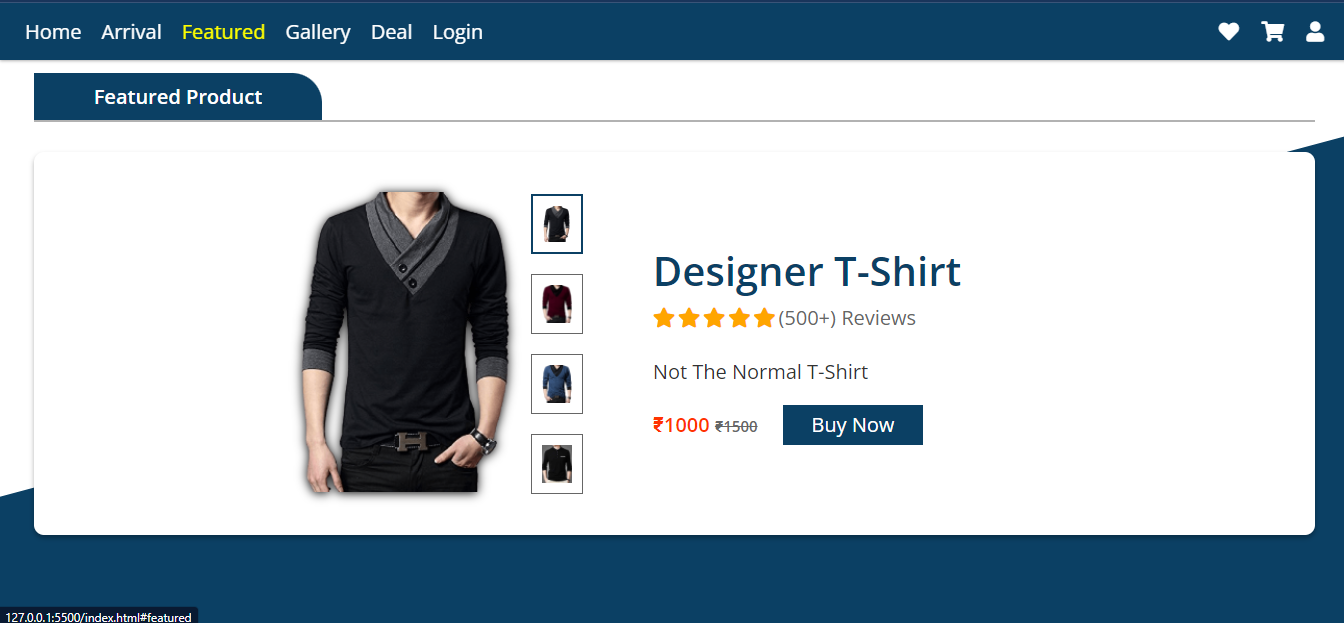 Home Arrival Featured Gallery Deal Login
Featured Product
Designer T-Shirt
(500+) Reviews
Not The Normal T-Shirt
₹1000 ₹1500 Buy Now
127.0.0.1:5500/index.html#featured